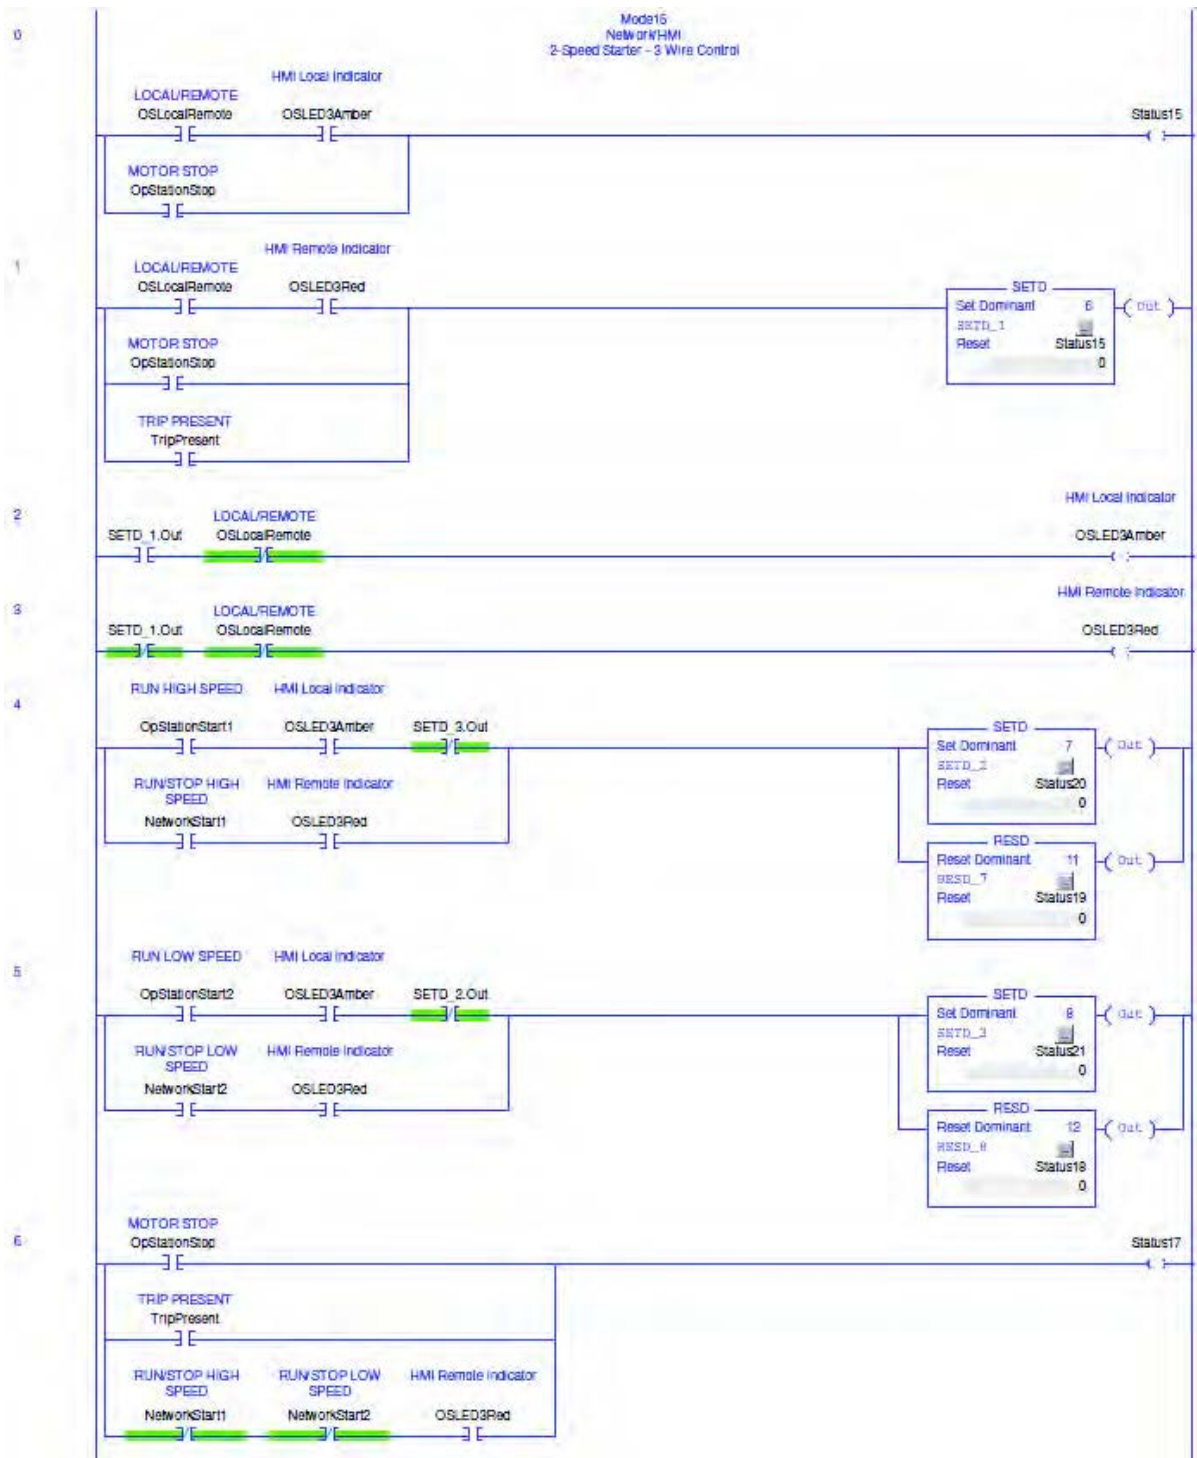 0
Mode15
Network/HMI
2-Speed Starter - 3 Wire Control
HMI Local Indicator
LOCAL/REMOTE
OSLocalRemote OSLED3Amber Status15
MOTOR STOP
OpStationStop
1
HMI Remote Indicator
LOCAL/REMOTE
OSLocalRemote OSLED3Red
SETD
Set Dominant 6
SETD_1
Reset Status15
0
Out
MOTOR STOP
OpStationStop
TRIP PRESENT
TripPresent
2
HMI Local Indicator
LOCAL/REMOTE
SETD_1.Out OSLocalRemote OSLED3Amber
3
HMI Remote Indicator
LOCAL/REMOTE
SETD_1.Out OSLocalRemote OSLED3Red
4
RUN HIGH SPEED HMI Local Indicator
OpStationStart1 OSLED3Amber SETD_3.Out
SETD
Set Dominant 7
SETD_2
Reset Status20
0
Out
RUN/STOP HIGH SPEED HMI Remote Indicator
NetworkStart1 OSLED3Red
RESD
Reset Dominant 11
RESD_7
Reset Status19
0
Out
5
RUN LOW SPEED HMI Local Indicator
OpStationStart2 OSLED3Amber SETD_2.Out
SETD
Set Dominant 8
SETD_3
Reset Status21
0
Out
RUN/STOP LOW SPEED HMI Remote Indicator
NetworkStart2 OSLED3Red
RESD
Reset Dominant 12
RESD_8
Reset Status18
0
Out
6
MOTOR STOP
OpStationStop Status17
TRIP PRESENT
TripPresent
RUN/STOP HIGH SPEED RUN/STOP LOW SPEED HMI Remote Indicator
NetworkStart1 NetworkStart2 OSLED3Red